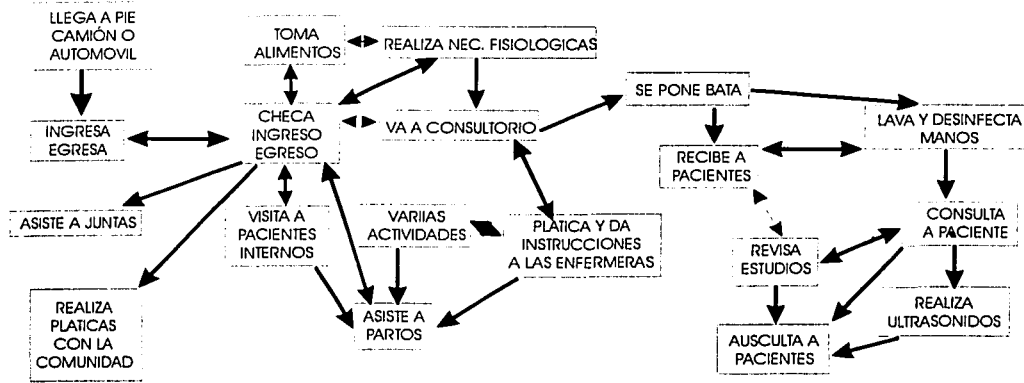 LLEGA A PIE
CAMIÓN O
AUTOMOVIL
TOMA
ALIMENTOS
REALIZA NEC. FISIOLOGICAS
SE PONE BATA
INGRESA
EGRESA
CHECA
INGRESO
EGRESO
VA A CONSULTORIO
LAVA Y DESINFECTA
MANOS
RECIBE A
PACIENTES
ASISTE A JUNTAS
VISITA A
PACIENTES
INTERNOS
VARIIAS
ACTIVIDADES
PLATICA Y DA
INSTRUCCIONES
A LAS ENFERMERAS
REVISA
ESTUDIOS
CONSULTA
A PACIENTE
REALIZA
PLATICAS
CON LA
COMUNIDAD
ASISTE A
PARTOS
AUSCULTA A
PACIENTES
REALIZA
ULTRASONIDOS